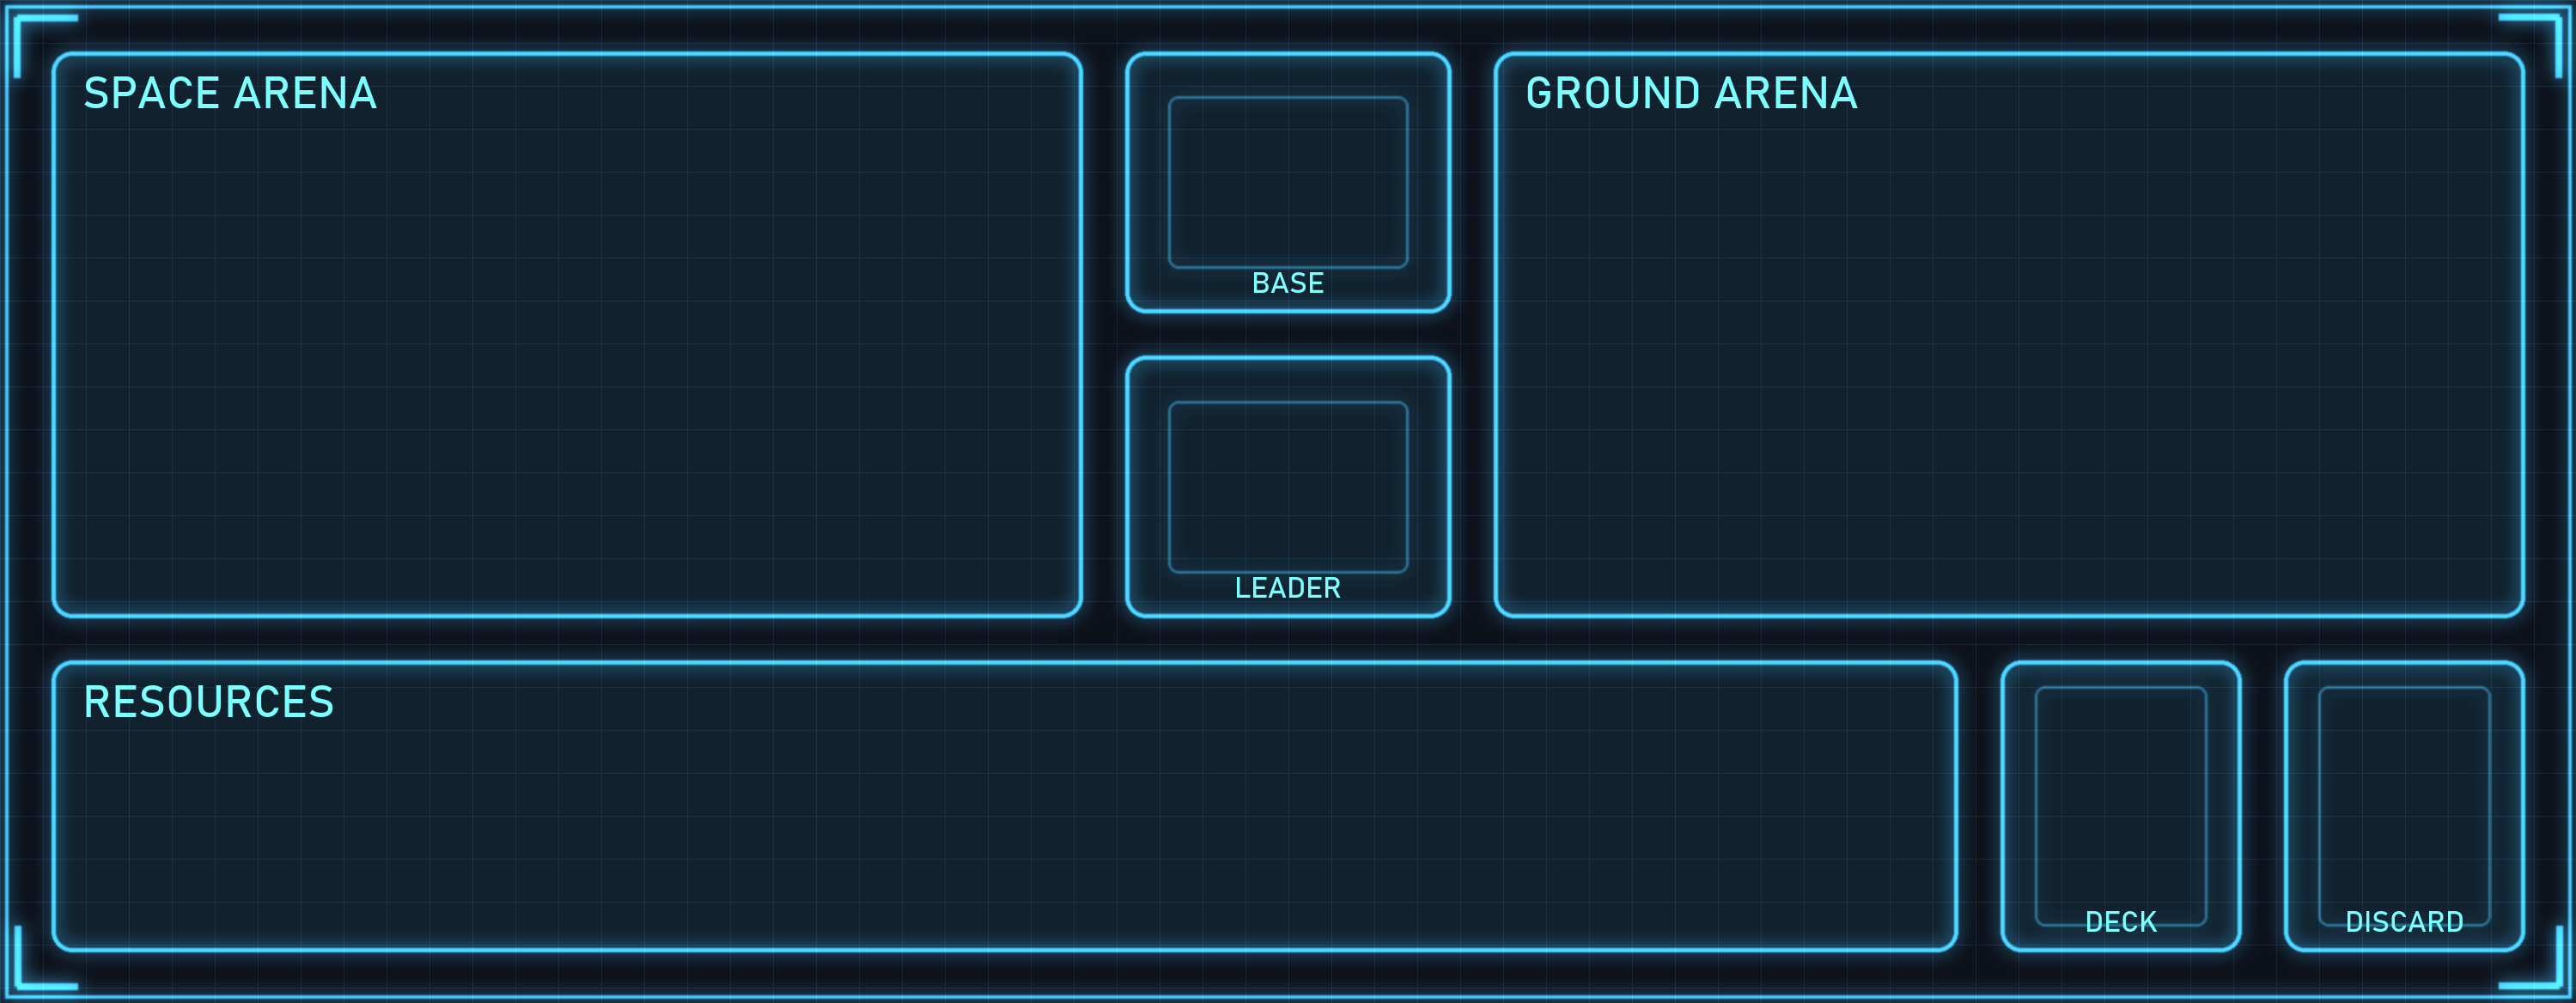 SPACE ARENA
BASE
GROUND ARENA
LEADER
RESOURCES
DECK
DISCARD